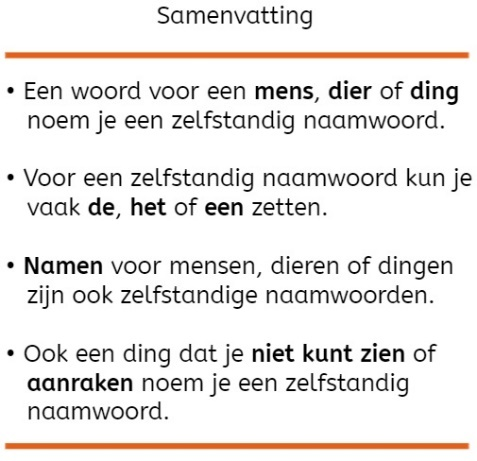 Samenvatting
• Een woord voor een mens, dier of ding
noem je een zelfstandig naamwoord.
• Voor een zelfstandig naamwoord kun je
vaak de, het of een zetten.
• Namen voor mensen, dieren of dingen
zijn ook zelfstandige naamwoorden.
• Ook een ding dat je niet kunt zien of
aanraken noem je een zelfstandig
naamwoord.